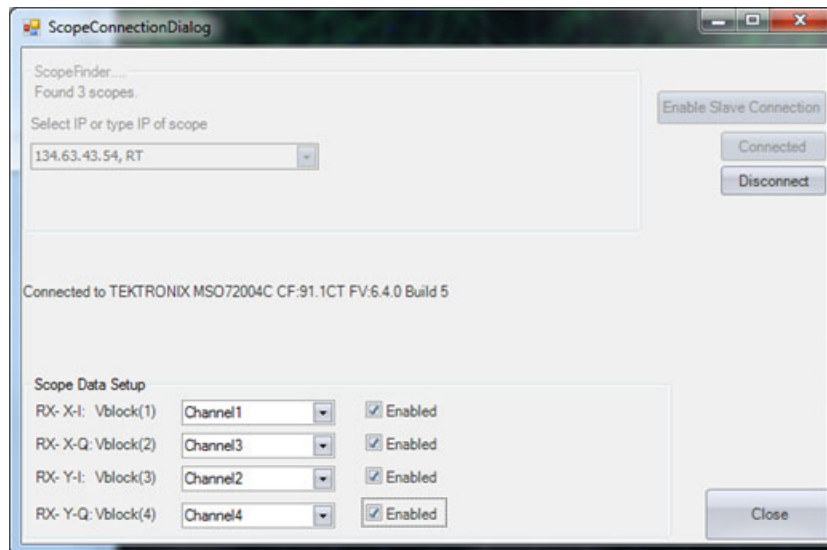 ScopeConnectionDialog
ScopeFinder....
Found 3 scopes.
Select IP or type IP of scope
134.63.43.54, RT
Enable Slave Connection
Connected
Disconnect
Connected to TEKTRONIX MSO72004C CF:91.1CT FV:6.4.0 Build 5
Scope Data Setup
RX- X-I: Vblock(1) Channel1 Enabled
RX- X-Q: Vblock(2) Channel3 Enabled
RX- Y-I: Vblock(3) Channel2 Enabled
RX- Y-Q: Vblock(4) Channel4 Enabled
Close